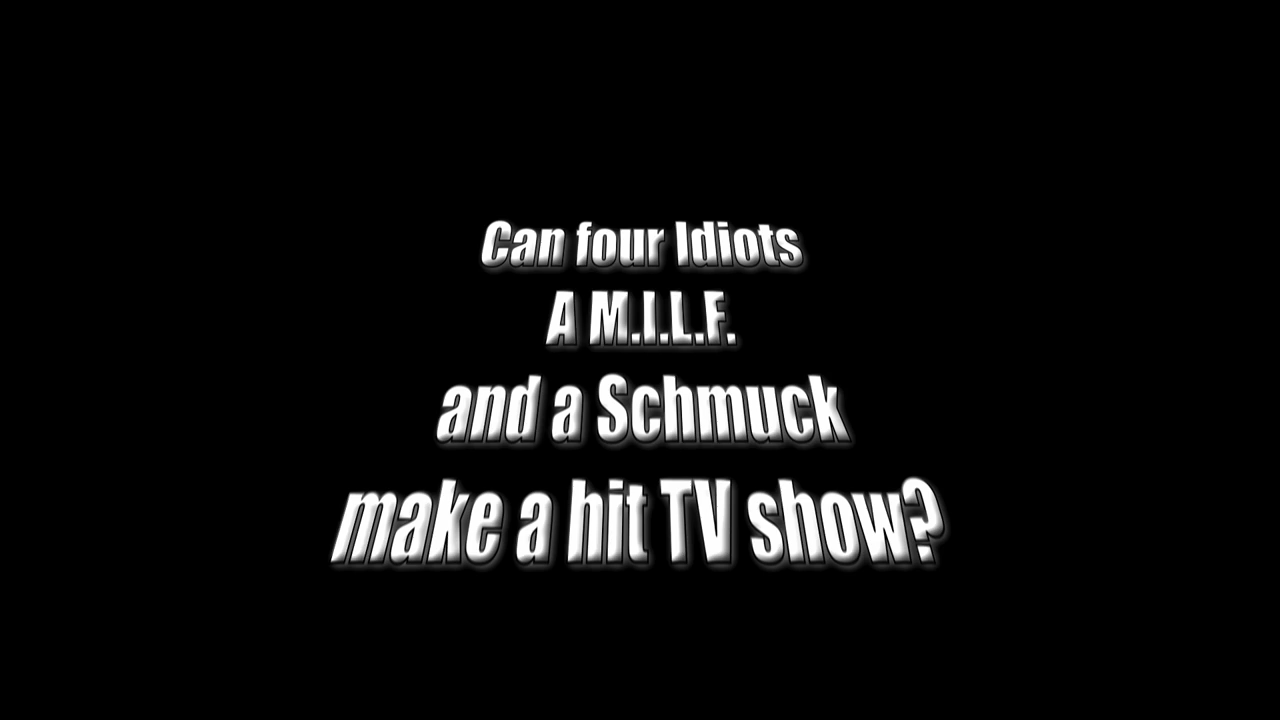 Can four Idiots
A M.I.L.F.
and a Schmuck
make a hit TV show?